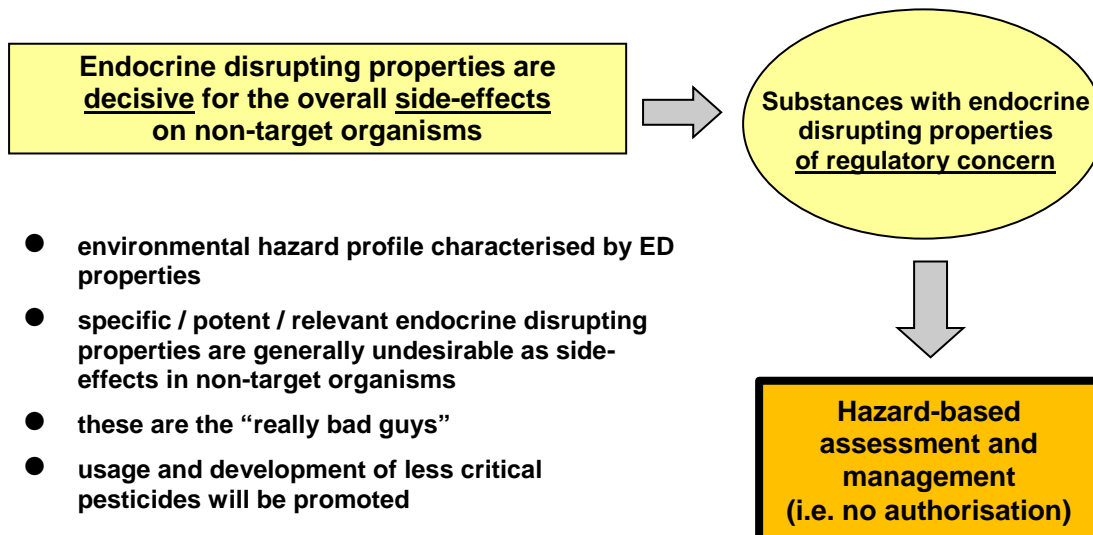 Endocrine disrupting properties are
decisive for the overall side-effects
on non-target organisms
Substances with endocrine
disrupting properties
of regulatory concern
● environmental hazard profile characterised by ED
properties
● specific / potent / relevant endocrine disrupting
properties are generally undesirable as side-
effects in non-target organisms
● these are the “really bad guys”
● usage and development of less critical
pesticides will be promoted
Hazard-based
assessment and
management
(i.e. no authorisation)